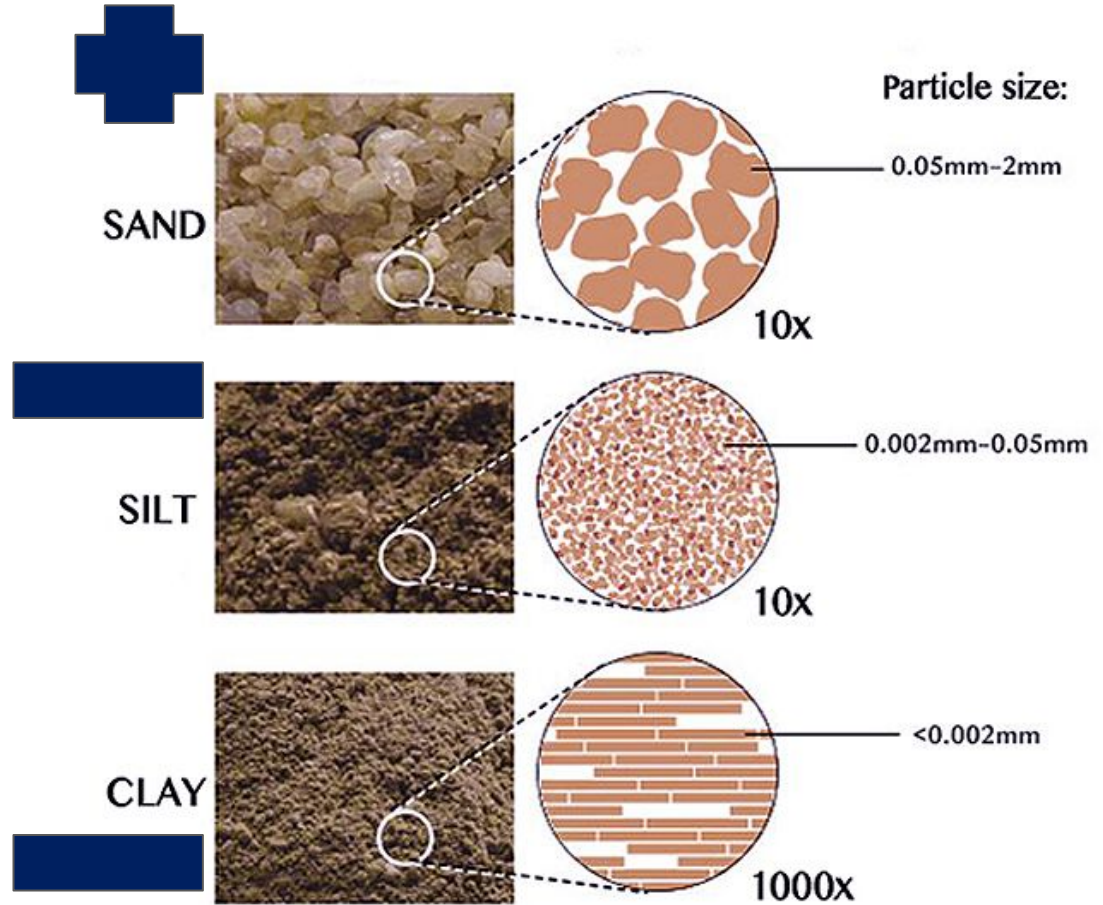 Particle size:
SAND
0.05mm–2mm
10x
SILT
0.002mm–0.05mm
10x
CLAY
<0.002mm
1000x